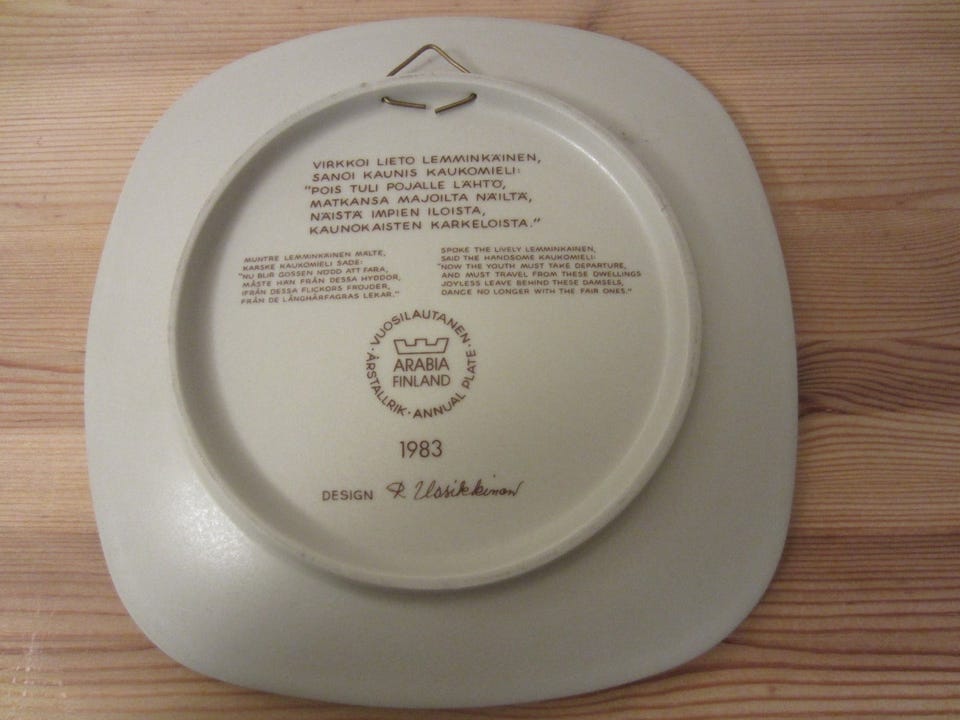 VIRKKOI LIETO LEMMINKÄINEN,
SANOI KAUNIS KAUKOMIELI:
"POIS TULI POJALLE LÄHTÖ,
MATKANSA MAJOILTA NÄILTÄ,
NÄISTÄ IMPIEN ILOISTA,
KAUNOKAISTEN KARKELOISTA."
MUNTRE LEMMINKÄINEN MÄLTE,
KARSKE KAUKOMIELI SADE:
"NU BLIR GOSSEN NÖDD ATT FARA,
MÅSTE HAN FRÅN DESSA HYDDOR,
IFRÅN DESSA FLICKORS FRÖJDER,
FRÅN DE LÅNGHÅRFAGRAS LEKAR."
SPOKE THE LIVELY LEMMINKAINEN,
SAID THE HANDSOME KAUKOMIELI:
"NOW THE YOUTH MUST TAKE DEPARTURE,
AND MUST TRAVEL FROM THESE DWELLINGS
JOYLESS LEAVE BEHIND THESE DAMSELS,
DANCE NO LONGER WITH THE FAIR ONES."
· VUOSILAUTANEN ·
ARABIA
FINLAND
ÅRSTALLRIK · ANNUAL PLATE
1983
DESIGN R. Uosikkinen